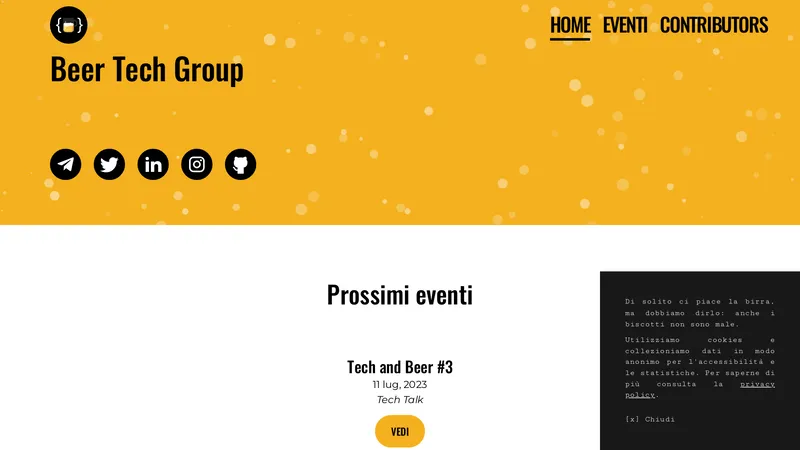 HOME EVENTI CONTRIBUTORS
Beer Tech Group
Prossimi eventi
Tech and Beer #3
11 lug, 2023
Tech Talk
VEDI
Di solito ci piace la birra,
ma dobbiamo dirlo: anche i
biscotti non sono male.
Utilizziamo cookies e
collezioniamo dati in modo
anonimo per l'accessibilità e
le statistiche. Per saperne di
più consulta la privacy
policy.
[x] Chiudi